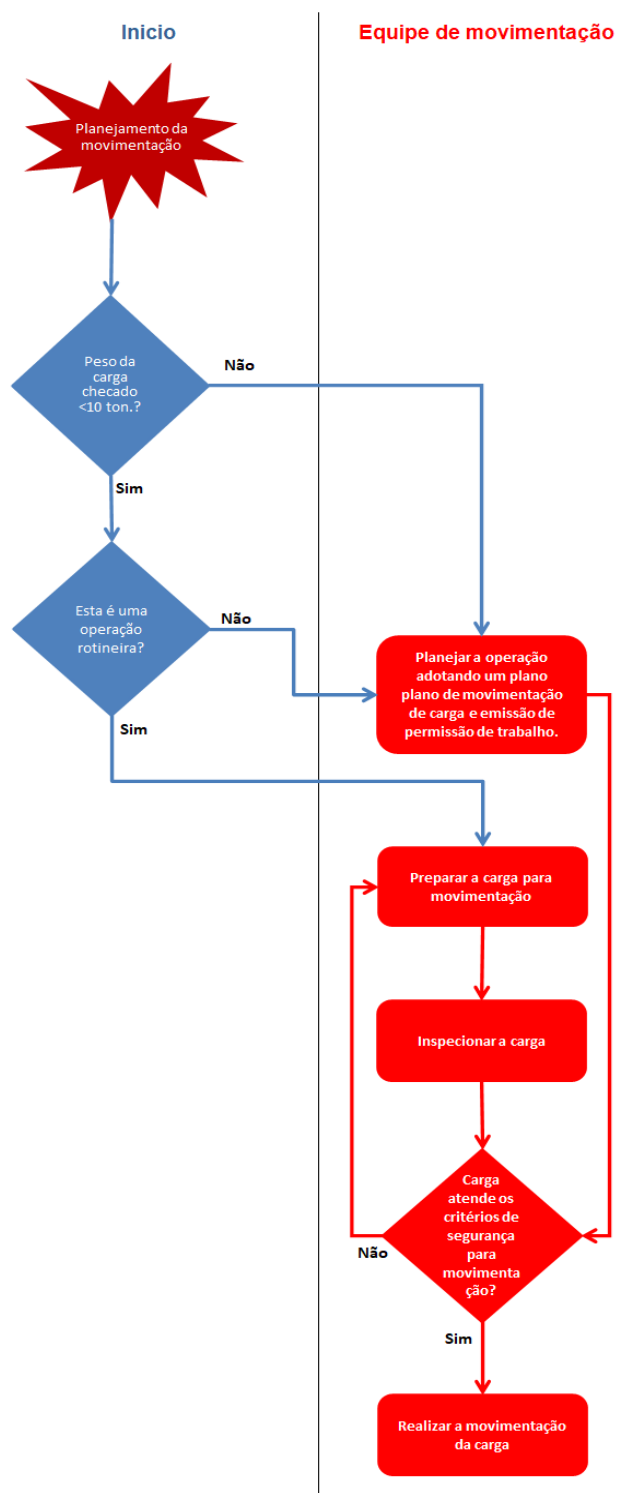 Inicio
Equipe de movimentação
Planejamento da
movimentação
Peso da
carga
checado
<10 ton.?
Não
Sim
Esta é uma
operação
rotineira?
Não
Sim
Planejar a operação
adotando um plano
plano de movimentação
de carga e emissão de
permissão de trabalho.
Preparar a carga para
movimentação
Inspecionar a carga
Carga
atende os
critérios de
segurança
para
movimenta
ção?
Não
Sim
Realizar a movimentação
da carga